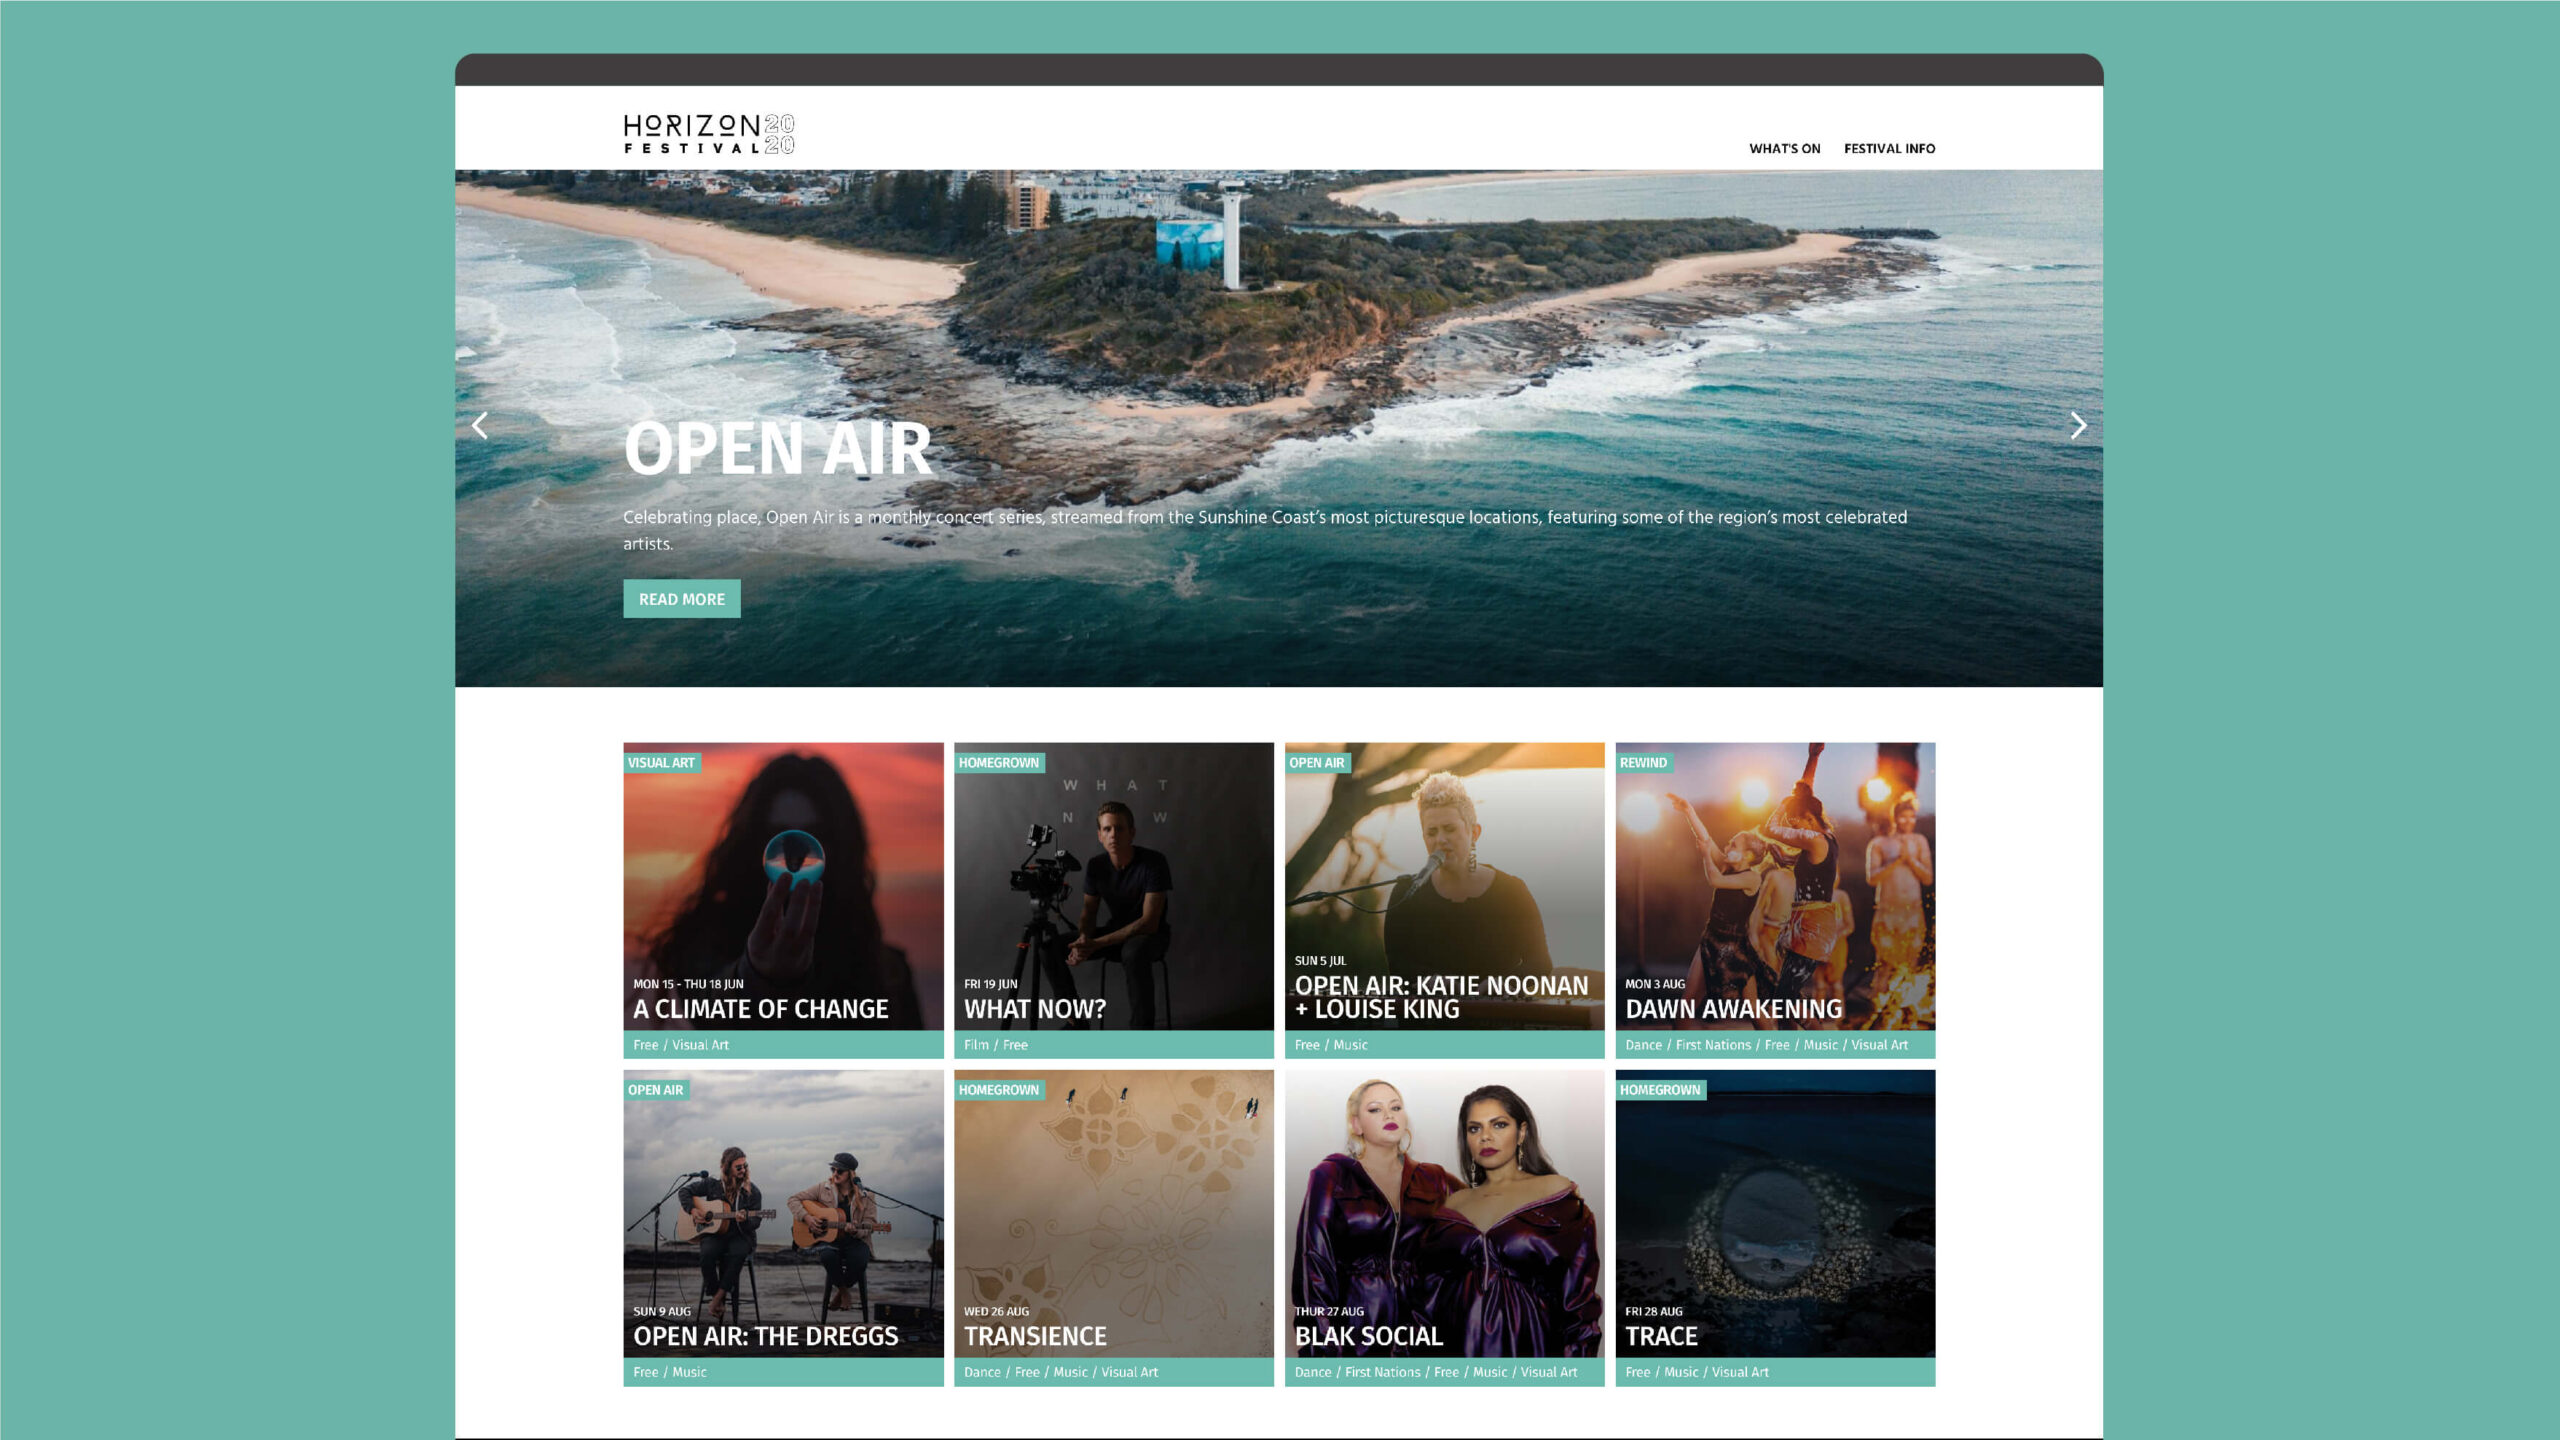 HORIZON 20
FESTIVAL 20
WHAT'S ON FESTIVAL INFO
OPEN AIR
Celebrating place, Open Air is a monthly concert series, streamed from the Sunshine Coast's most picturesque locations, featuring some of the region's most celebrated
artists.
READ MORE
VISUAL ART
MON 15 - THU 18 JUN
A CLIMATE OF CHANGE
Free / Visual Art
HOMEGROWN
W H A T
N W
FRI 19 JUN
WHAT NOW?
Film / Free
OPEN AIR
SUN 5 JUL
OPEN AIR: KATIE NOONAN
+ LOUISE KING
Free / Music
REWIND
MON 3 AUG
DAWN AWAKENING
Dance / First Nations / Free / Music / Visual Art
OPEN AIR
SUN 9 AUG
OPEN AIR: THE DREGGS
Free / Music
HOMEGROWN
WED 26 AUG
TRANSIENCE
Dance / Free / Music / Visual Art
THUR 27 AUG
BLAK SOCIAL
Dance / First Nations / Free / Music / Visual Art
HOMEGROWN
FRI 28 AUG
TRACE
Free / Music / Visual Art